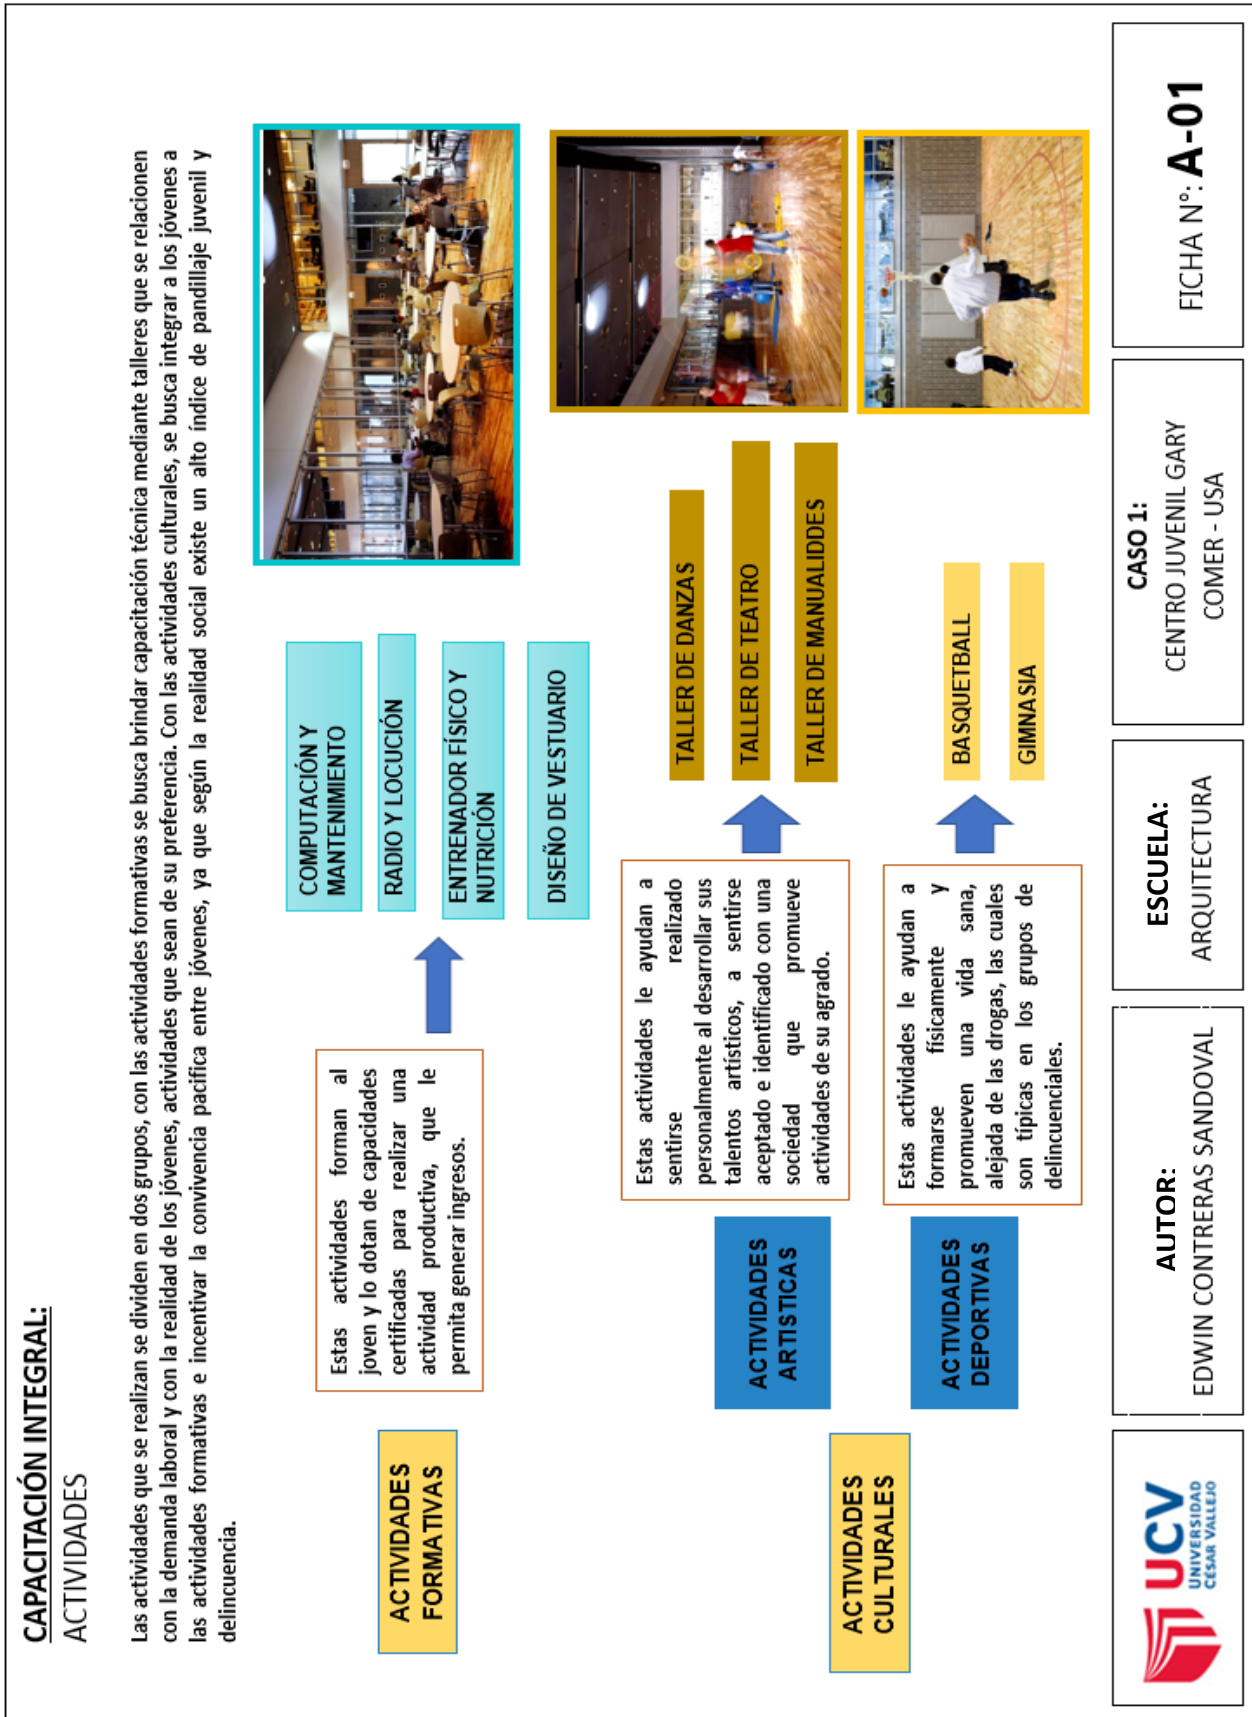 CAPACITACIÓN INTEGRAL:
ACTIVIDADES
Las actividades que se realizan se dividen en dos grupos, con las actividades formativas se busca brindar capacitación técnica mediante talleres que se relacionen
con la demanda laboral y con la realidad de los jóvenes, actividades que sean de su preferencia. Con las actividades culturales, se busca integrar a los jóvenes a
las actividades formativas e incentivar la convivencia pacifica entre jóvenes, ya que según la realidad social existe un alto índice de pandillaje juvenil y
delincuencia.
ACTIVIDADES
FORMATIVAS
Estas actividades forman al
joven y lo dotan de capacidades
certificadas para realizar una
actividad productiva, que le
permita generar ingresos.
COMPUTACIÓN Y
MANTENIMIENTO
RADIO Y LOCUCIÓN
ENTRENADOR FÍSICO Y
NUTRICIÓN
DISEÑO DE VESTUARIO
ACTIVIDADES
CULTURALES
ACTIVIDADES
ARTISTICAS
Estas actividades le ayudan a
sentirse realizado
personalmente al desarrollar sus
talentos artísticos, a sentirse
aceptado e identificado con una
sociedad que promueve
actividades de su agrado.
TALLER DE DANZAS
TALLER DE TEATRO
TALLER DE MANUALIDDES
ACTIVIDADES
DEPORTIVAS
Estas actividades le ayudan a
formarse físicamente y
promueven una vida sana,
alejada de las drogas, las cuales
son típicas en los grupos de
delincuenciales.
BASQUETBALL
GIMNASIA
UCV
UNIVERSIDAD
CÉSAR VALLEJO
AUTOR:
EDWIN CONTRERAS SANDOVAL
ESCUELA:
ARQUITECTURA
CASO 1:
CENTRO JUVENIL GARY
COMER - USA
FICHA N°: A-01